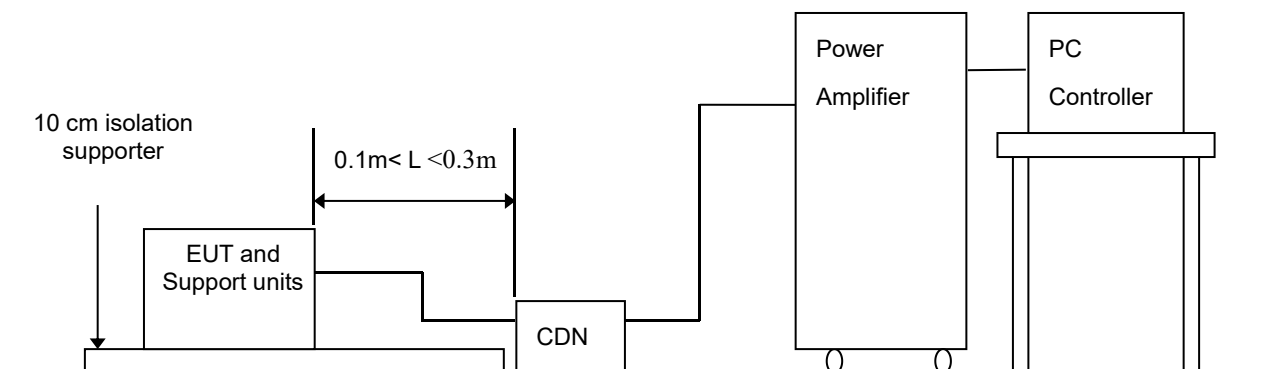 Power
Amplifier
PC
Controller
10 cm isolation
supporter
0.1m< L <0.3m
EUT and
Support units
CDN